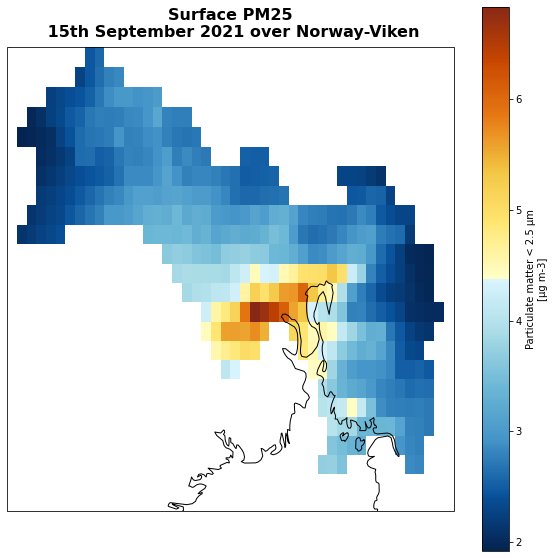 Surface PM25
15th September 2021 over Norway-Viken
6
5
4
3
2
Particulate matter < 2.5 µm
[µg m-3]